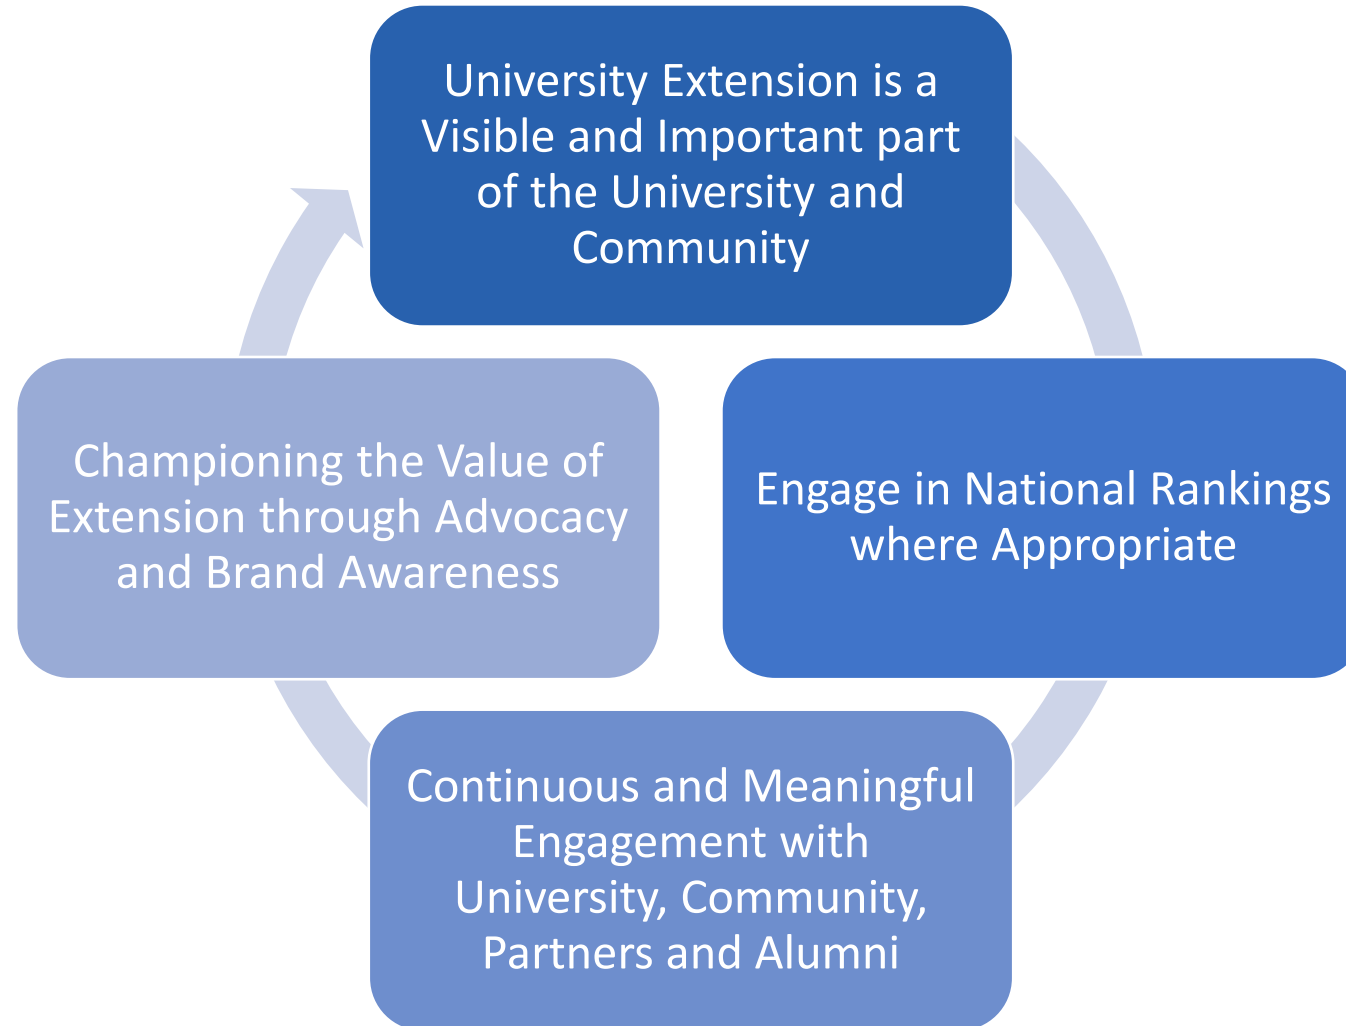 University Extension is a
Visible and Important part
of the University and
Community
Engage in National Rankings
where Appropriate
Continuous and Meaningful
Engagement with
University, Community,
Partners and Alumni
Championing the Value of
Extension through Advocacy
and Brand Awareness